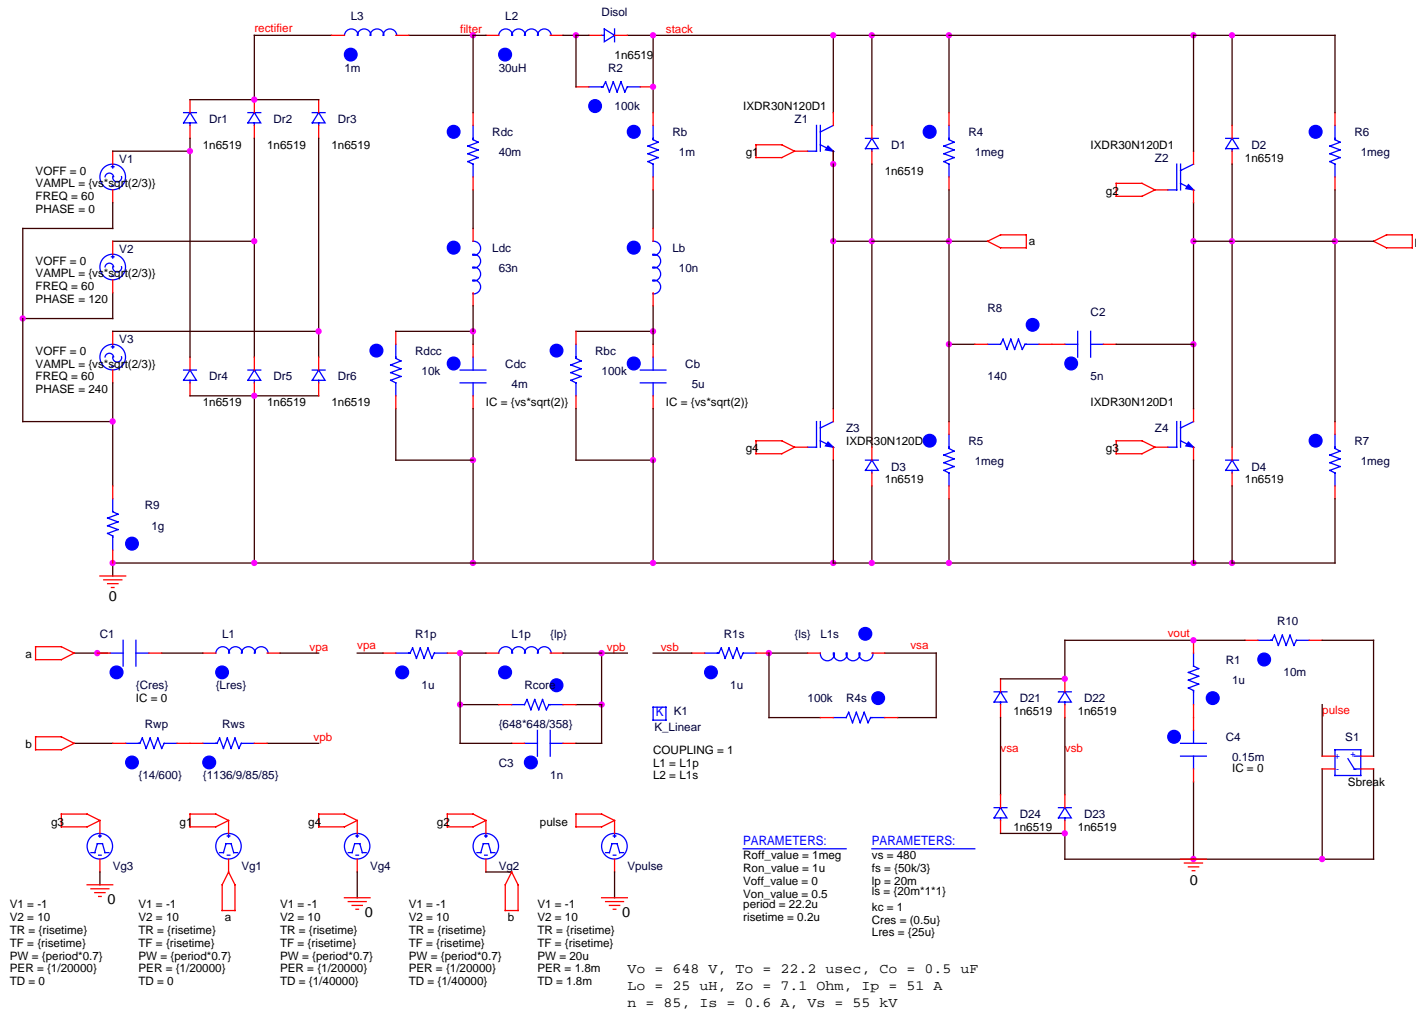 L3
L2
Disol
rectifier
filter
stack
1m
30uH
1n6519
R2
100k
IXDR30N120D1
Z1
g1
Dr1
Dr2
Dr3
1n6519
1n6519
1n6519
Rdc
40m
Rb
1m
D1
1n6519
R4
1meg
IXDR30N120D1
Z2
g2
D2
1n6519
R6
1meg
V1
VOFF = 0
VAMPL = {vs*sqrt(2/3)}
FREQ = 60
PHASE = 0
V2
VOFF = 0
VAMPL = {vs*sqrt(2/3)}
FREQ = 60
PHASE = 120
Ldc
63n
Lb
10n
a
V3
VOFF = 0
VAMPL = {vs*sqrt(2/3)}
FREQ = 60
PHASE = 240
R8
140
C2
5n
Dr4
Dr5
Dr6
1n6519
1n6519
1n6519
Rdcc
10k
Cdc
4m
IC = {vs*sqrt(2)}
Rbc
100k
Cb
5u
IC = {vs*sqrt(2)}
Z3
IXDR30N120D
g4
D3
1n6519
R5
1meg
IXDR30N120D1
Z4
g3
D4
1n6519
R7
1meg
R9
1g
0
a
C1
{Cres}
IC = 0
L1
{Lres}
vpa
b
Rwp
{14/600}
Rws
{1136/9/85/85}
vpb
vpa
R1p
1u
L1p
{lp}
vpb
Rcore
{648*648/358}
C3
1n
vsb
R1s
1u
{ls}
L1s
vsa
100k
R4s
K
K1
K_Linear
COUPLING = 1
L1 = L1p
L2 = L1s
vout
R10
10m
R1
1u
D21
1n6519
D22
1n6519
vsa
vsb
C4
0.15m
IC = 0
pulse
S1
Sbreak
D24
1n6519
D23
1n6519
0
g3
Vg3
0
V1 = -1
V2 = 10
TR = {risetime}
TF = {risetime}
PW = {period*0.7}
PER = {1/20000}
TD = 0
g1
Vg1
a
V1 = -1
V2 = 10
TR = {risetime}
TF = {risetime}
PW = {period*0.7}
PER = {1/20000}
TD = 0
g4
Vg4
0
V1 = -1
V2 = 10
TR = {risetime}
TF = {risetime}
PW = {period*0.7}
PER = {1/20000}
TD = {1/40000}
g2
Vg2
b
V1 = -1
V2 = 10
TR = {risetime}
TF = {risetime}
PW = {period*0.7}
PER = {1/20000}
TD = {1/40000}
pulse
Vpulse
0
V1 = -1
V2 = 10
TR = {risetime}
TF = {risetime}
PW = 20u
PER = 1.8m
TD = 1.8m
PARAMETERS:
Roff_value = 1meg
Ron_value = 1u
Voff_value = 0
Von_value = 0.5
period = 22.2u
risetime = 0.2u
PARAMETERS:
vs = 480
fs = {50k/3}
lp = 20m
ls = {20m*1*1}
kc = 1
Cres = {0.5u}
Lres = {25u}
Vo = 648 V, To = 22.2 usec, Co = 0.5 uF
Lo = 25 uH, Zo = 7.1 Ohm, Ip = 51 A
n = 85, Is = 0.6 A, Vs = 55 kV